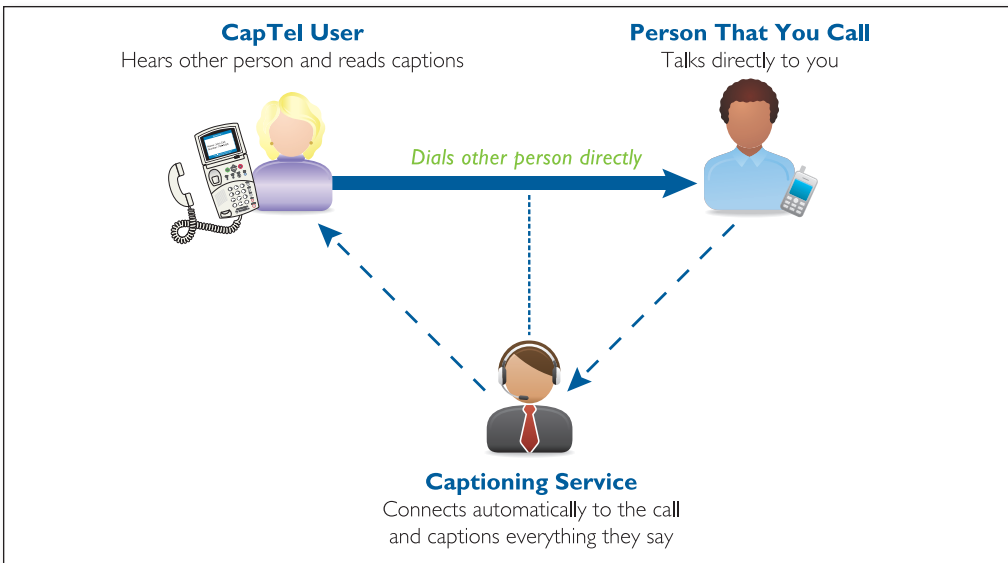 CapTel User
Hears other person and reads captions
Person That You Call
Talks directly to you
Dials other person directly
Captioning Service
Connects automatically to the call
and captions everything they say